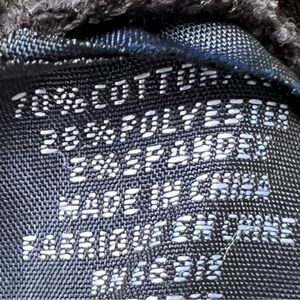 70% COTTON
28% POLYESTER
2% SPANDEX
MADE IN CHINA
FABRIQUE EN CHINE